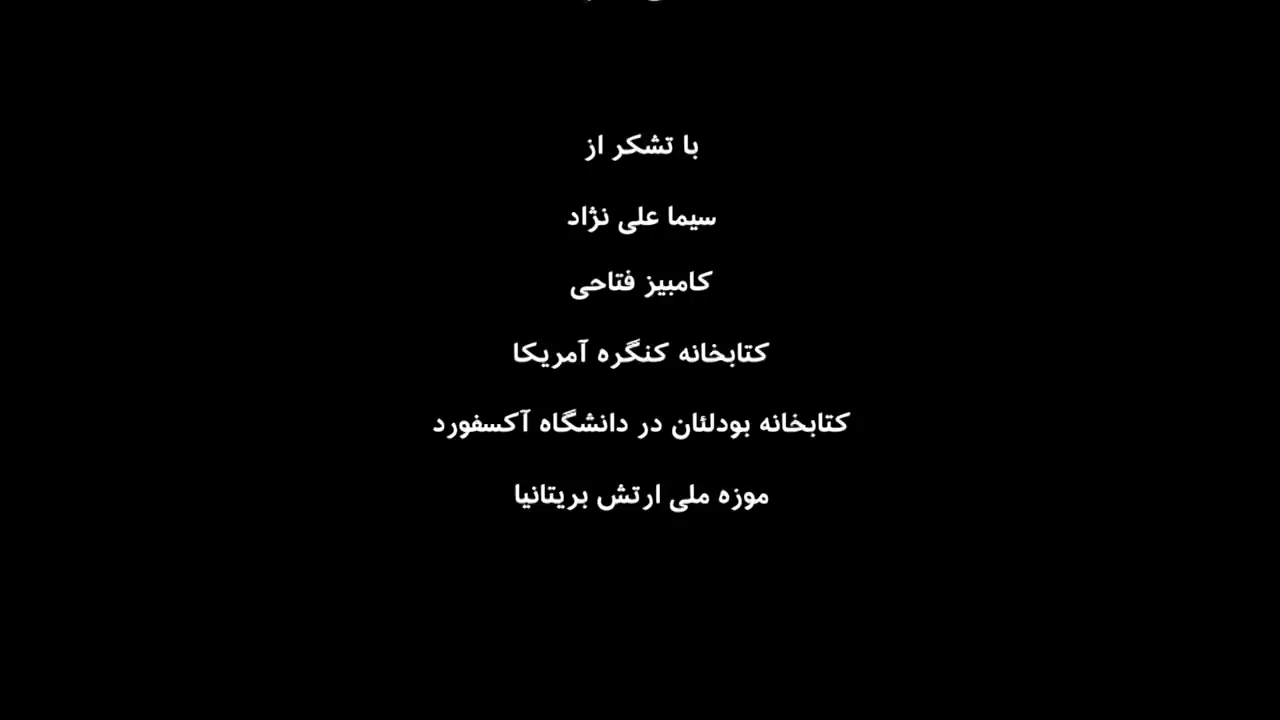 با تشکر از
سیما علی نژاد
کامبیز فتاحی
کتابخانه کنگره آمریکا
کتابخانه بودلئان در دانشگاه آکسفورد
موزه ملی ارتش بریتانیا